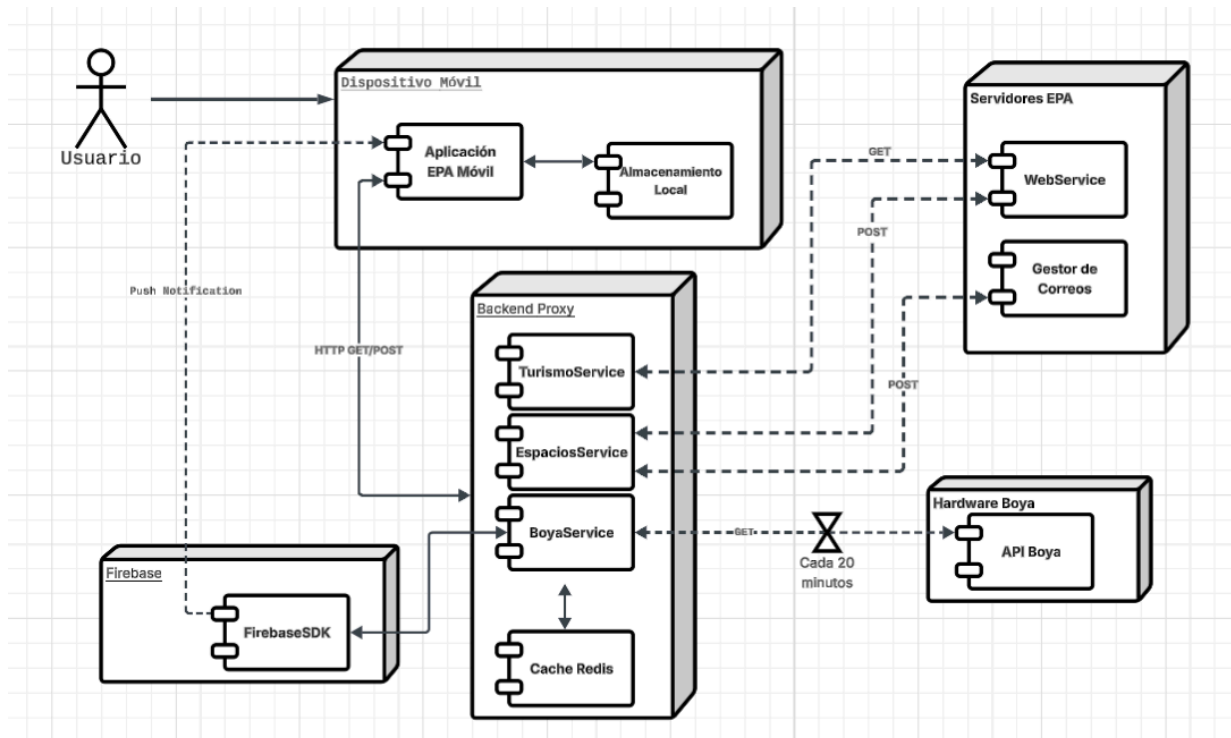 Usuario
Dispositivo Móvil
Aplicación
EPA Móvil
Almacenamiento
Local
Servidores EPA
WebService
Gestor de
Correos
GET
POST
POST
Push Notification
HTTP GET/POST
Backend Proxy
TurismoService
EspaciosService
BoyaService
Cache Redis
GET
Cada 20
minutos
Hardware Boya
API Boya
Firebase
FirebaseSDK